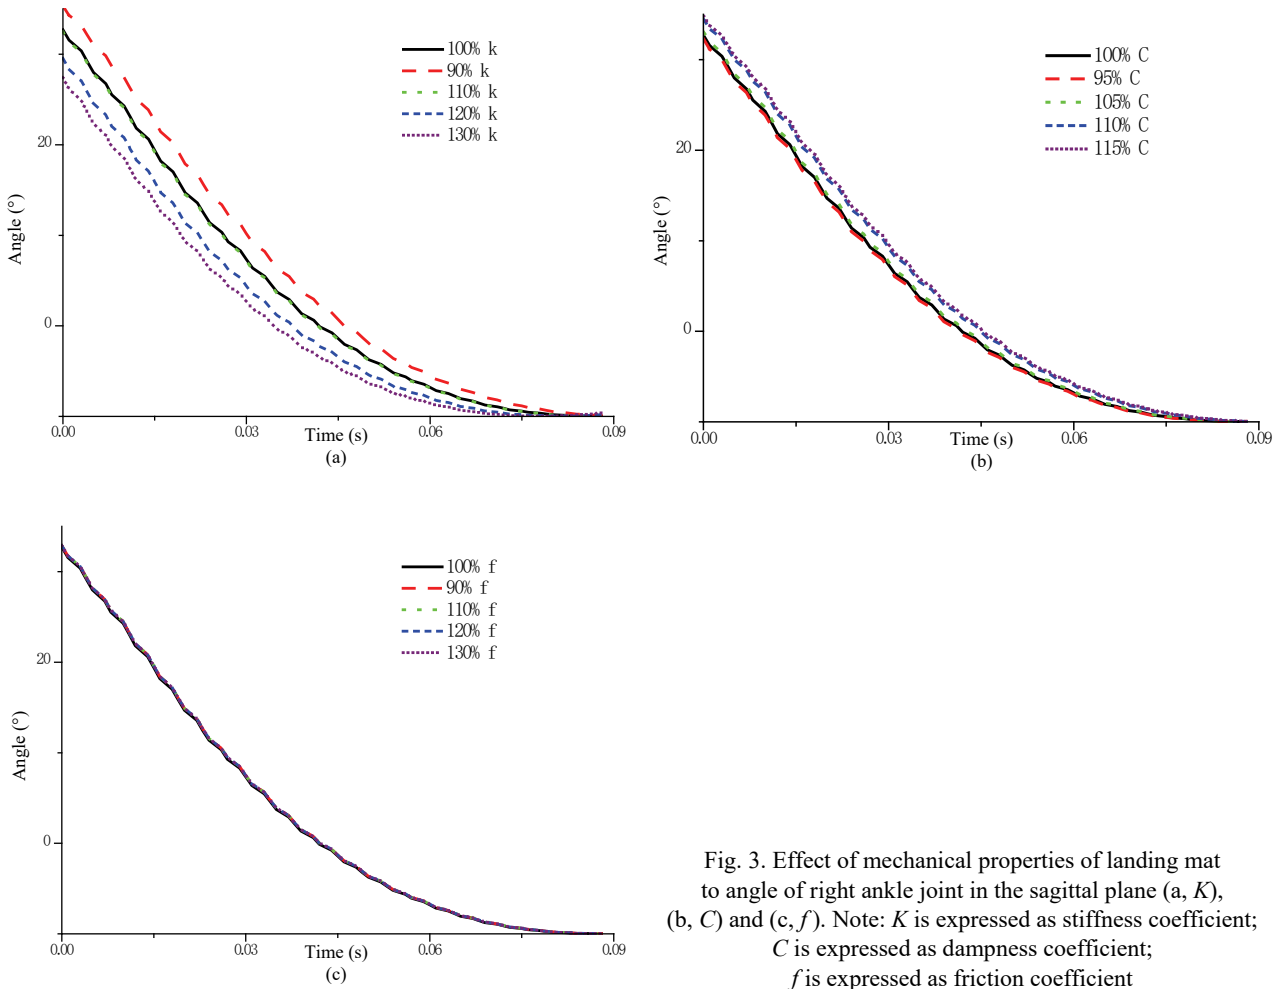 100% k
90% k
110% k
120% k
130% k
20
0
Angle (°)
0.00
0.03
0.06
0.09
Time (s)
(a)
100% C
95% C
105% C
110% C
115% C
20
0
Angle (°)
0.00
0.03
0.06
0.09
Time (s)
(b)
100% f
90% f
110% f
120% f
130% f
20
0
Angle (°)
0.00
0.03
0.06
0.09
Time (s)
(c)
Fig. 3. Effect of mechanical properties of landing mat
to angle of right ankle joint in the sagittal plane (a, K),
(b, C) and (c, f ). Note: K is expressed as stiffness coefficient;
C is expressed as dampness coefficient;
f is expressed as friction coefficient